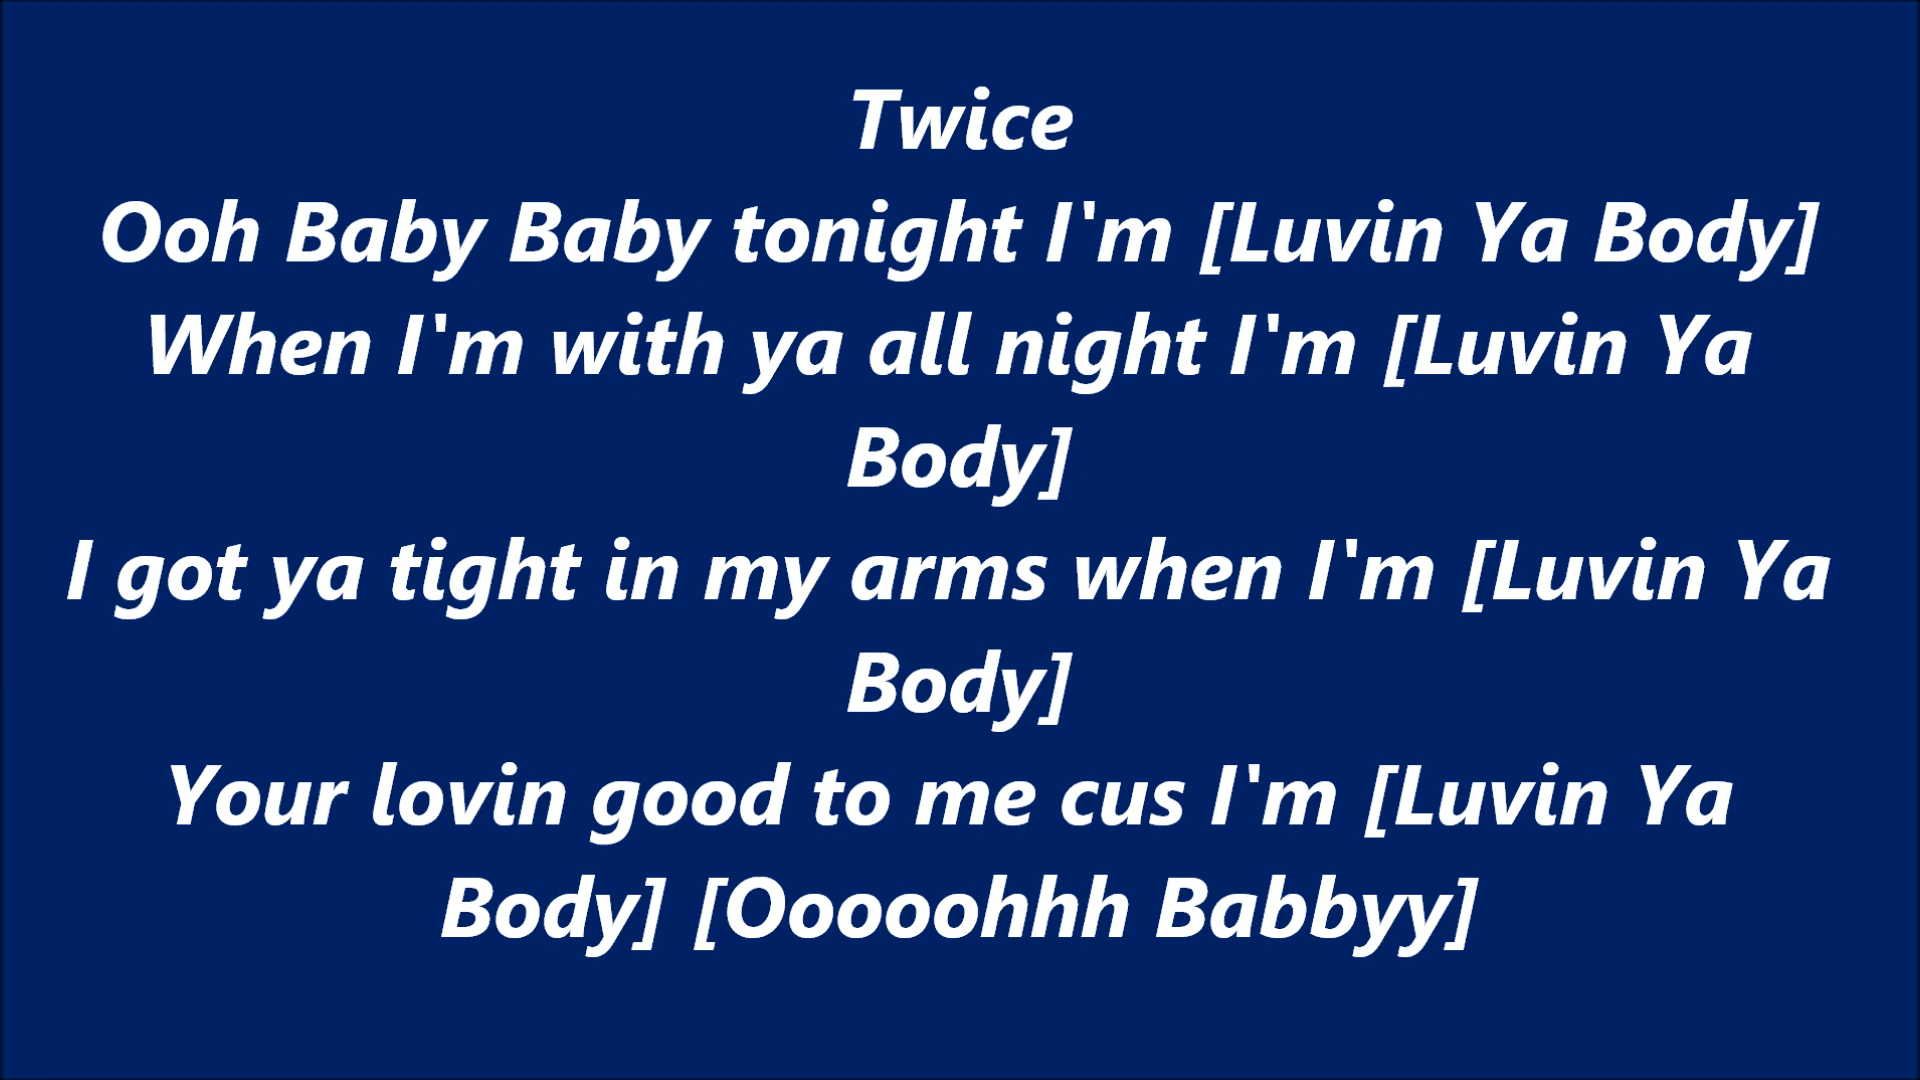 Twice
Ooh Baby Baby tonight I'm [Luvin Ya Body]
When I'm with ya all night I'm [Luvin Ya
Body]
I got ya tight in my arms when I'm [Luvin Ya
Body]
Your lovin good to me cus I'm [Luvin Ya
Body] [Ooooohhh Babbyy]